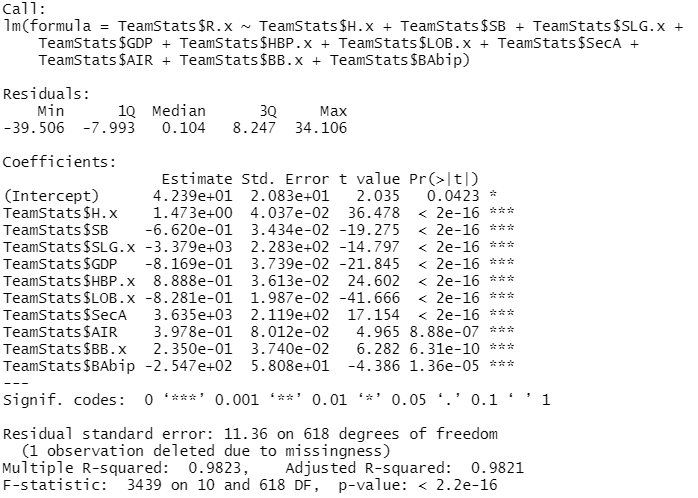 Call:
lm(formula = TeamStats$R.x ~ TeamStats$H.x + TeamStats$SB + TeamStats$SLG.x +
    TeamStats$GDP + TeamStats$HBP.x + TeamStats$LOB.x + TeamStats$SecA +
    TeamStats$AIR + TeamStats$BB.x + TeamStats$BAbip)

Residuals:
    Min      1Q  Median      3Q     Max
-39.506  -7.993   0.104   8.247  34.106

Coefficients:
                  Estimate Std. Error t value Pr(>|t|)
(Intercept)      4.239e+01  2.083e+01   2.035   0.0423 *
TeamStats$H.x    1.473e+00  4.037e-02  36.478  < 2e-16 ***
TeamStats$SB    -6.620e-01  3.434e-02 -19.275  < 2e-16 ***
TeamStats$SLG.x -3.379e+03  2.283e+02 -14.797  < 2e-16 ***
TeamStats$GDP   -8.169e-01  3.739e-02 -21.845  < 2e-16 ***
TeamStats$HBP.x  8.888e-01  3.613e-02  24.602  < 2e-16 ***
TeamStats$LOB.x -8.281e-01  1.987e-02 -41.666  < 2e-16 ***
TeamStats$SecA   3.635e+03  2.119e+02  17.154  < 2e-16 ***
TeamStats$AIR    3.978e-01  8.012e-02   4.965 8.88e-07 ***
TeamStats$BB.x   2.350e-01  3.740e-02   6.282 6.31e-10 ***
TeamStats$BAbip -2.547e+02  5.808e+01  -4.386 1.36e-05 ***
---
Signif. codes:  0 ‘***’ 0.001 ‘**’ 0.01 ‘*’ 0.05 ‘.’ 0.1 ‘ ’ 1

Residual standard error: 11.36 on 618 degrees of freedom
  (1 observation deleted due to missingness)
Multiple R-squared:  0.9823,    Adjusted R-squared:  0.9821
F-statistic:  3439 on 10 and 618 DF,  p-value: < 2.2e-16